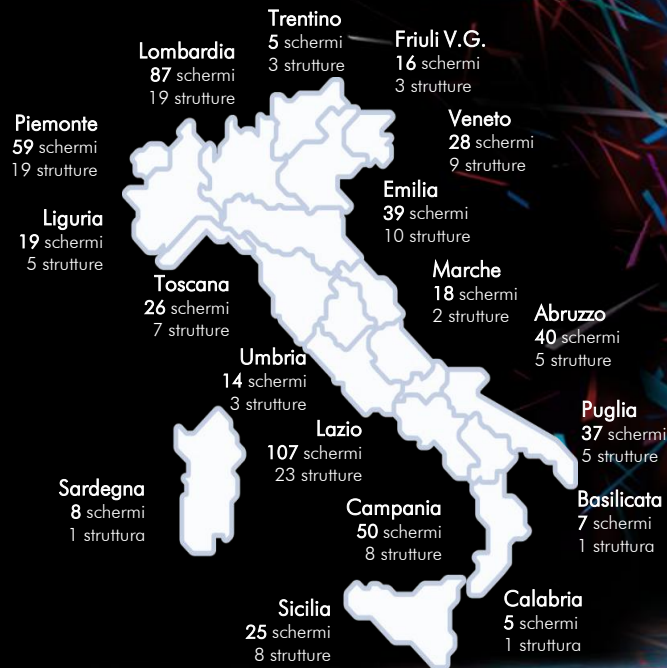 Trentino
5 schermi
3 strutture
Lombardia
87 schermi
19 strutture
Friuli V.G.
16 schermi
3 strutture
Piemonte
59 schermi
19 strutture
Veneto
28 schermi
9 strutture
Emilia
39 schermi
10 strutture
Liguria
19 schermi
5 strutture
Toscana
26 schermi
7 strutture
Marche
18 schermi
2 strutture
Abruzzo
40 schermi
5 strutture
Umbria
14 schermi
3 strutture
Lazio
107 schermi
23 strutture
Puglia
37 schermi
5 strutture
Sardegna
8 schermi
1 struttura
Campania
50 schermi
8 strutture
Basilicata
7 schermi
1 struttura
Sicilia
25 schermi
8 strutture
Calabria
5 schermi
1 struttura